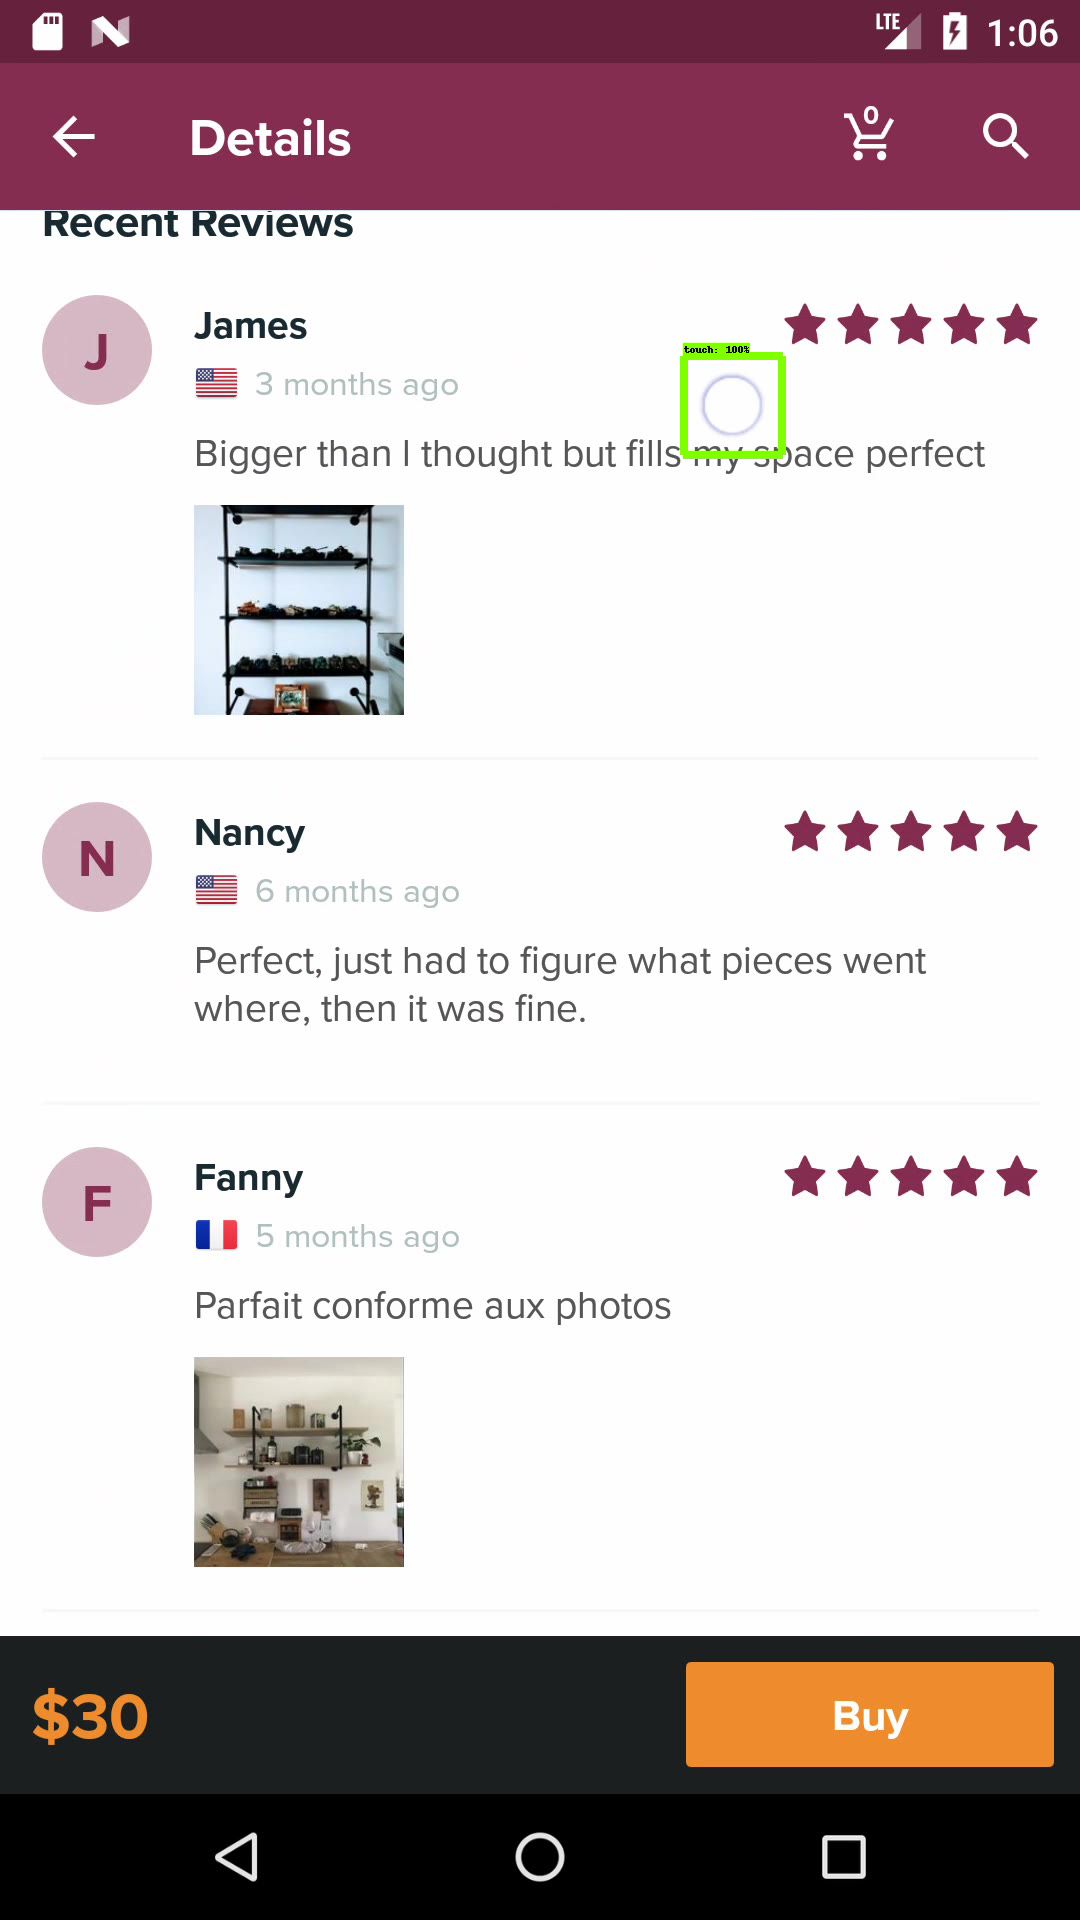 LTE 1:06
Details 0
Recent Reviews
J James
3 months ago
touch: 100%
Bigger than I thought but fills my space perfect
N Nancy
6 months ago
Perfect, just had to figure what pieces went
where, then it was fine.
F Fanny
5 months ago
Parfait conforme aux photos
$30 Buy